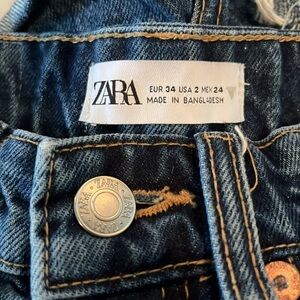 ZARA
EUR 34 USA 2 MEX 24
MADE IN BANGLADESH
ZARA